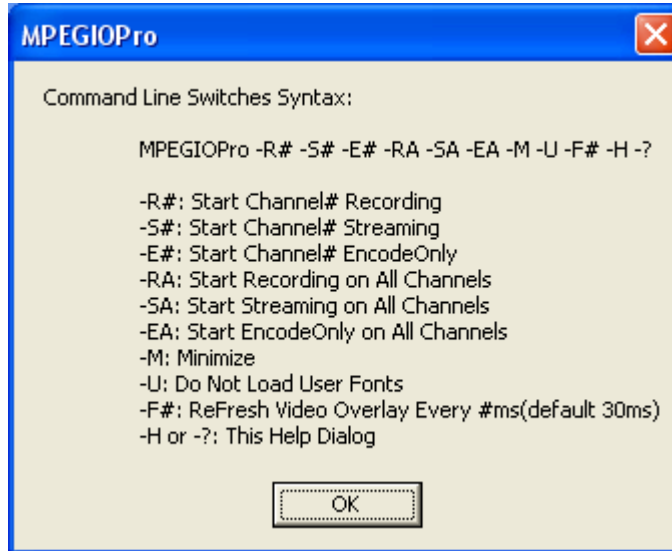 MPEGIOPro
Command Line Switches Syntax:
MPEGIOPro -R# -S# -E# -RA -SA -EA -M -U -F# -H -?
-R#: Start Channel# Recording
-S#: Start Channel# Streaming
-E#: Start Channel# EncodeOnly
-RA: Start Recording on All Channels
-SA: Start Streaming on All Channels
-EA: Start EncodeOnly on All Channels
-M: Minimize
-U: Do Not Load User Fonts
-F#: ReFresh Video Overlay Every #ms(default 30ms)
-H or -?: This Help Dialog
OK